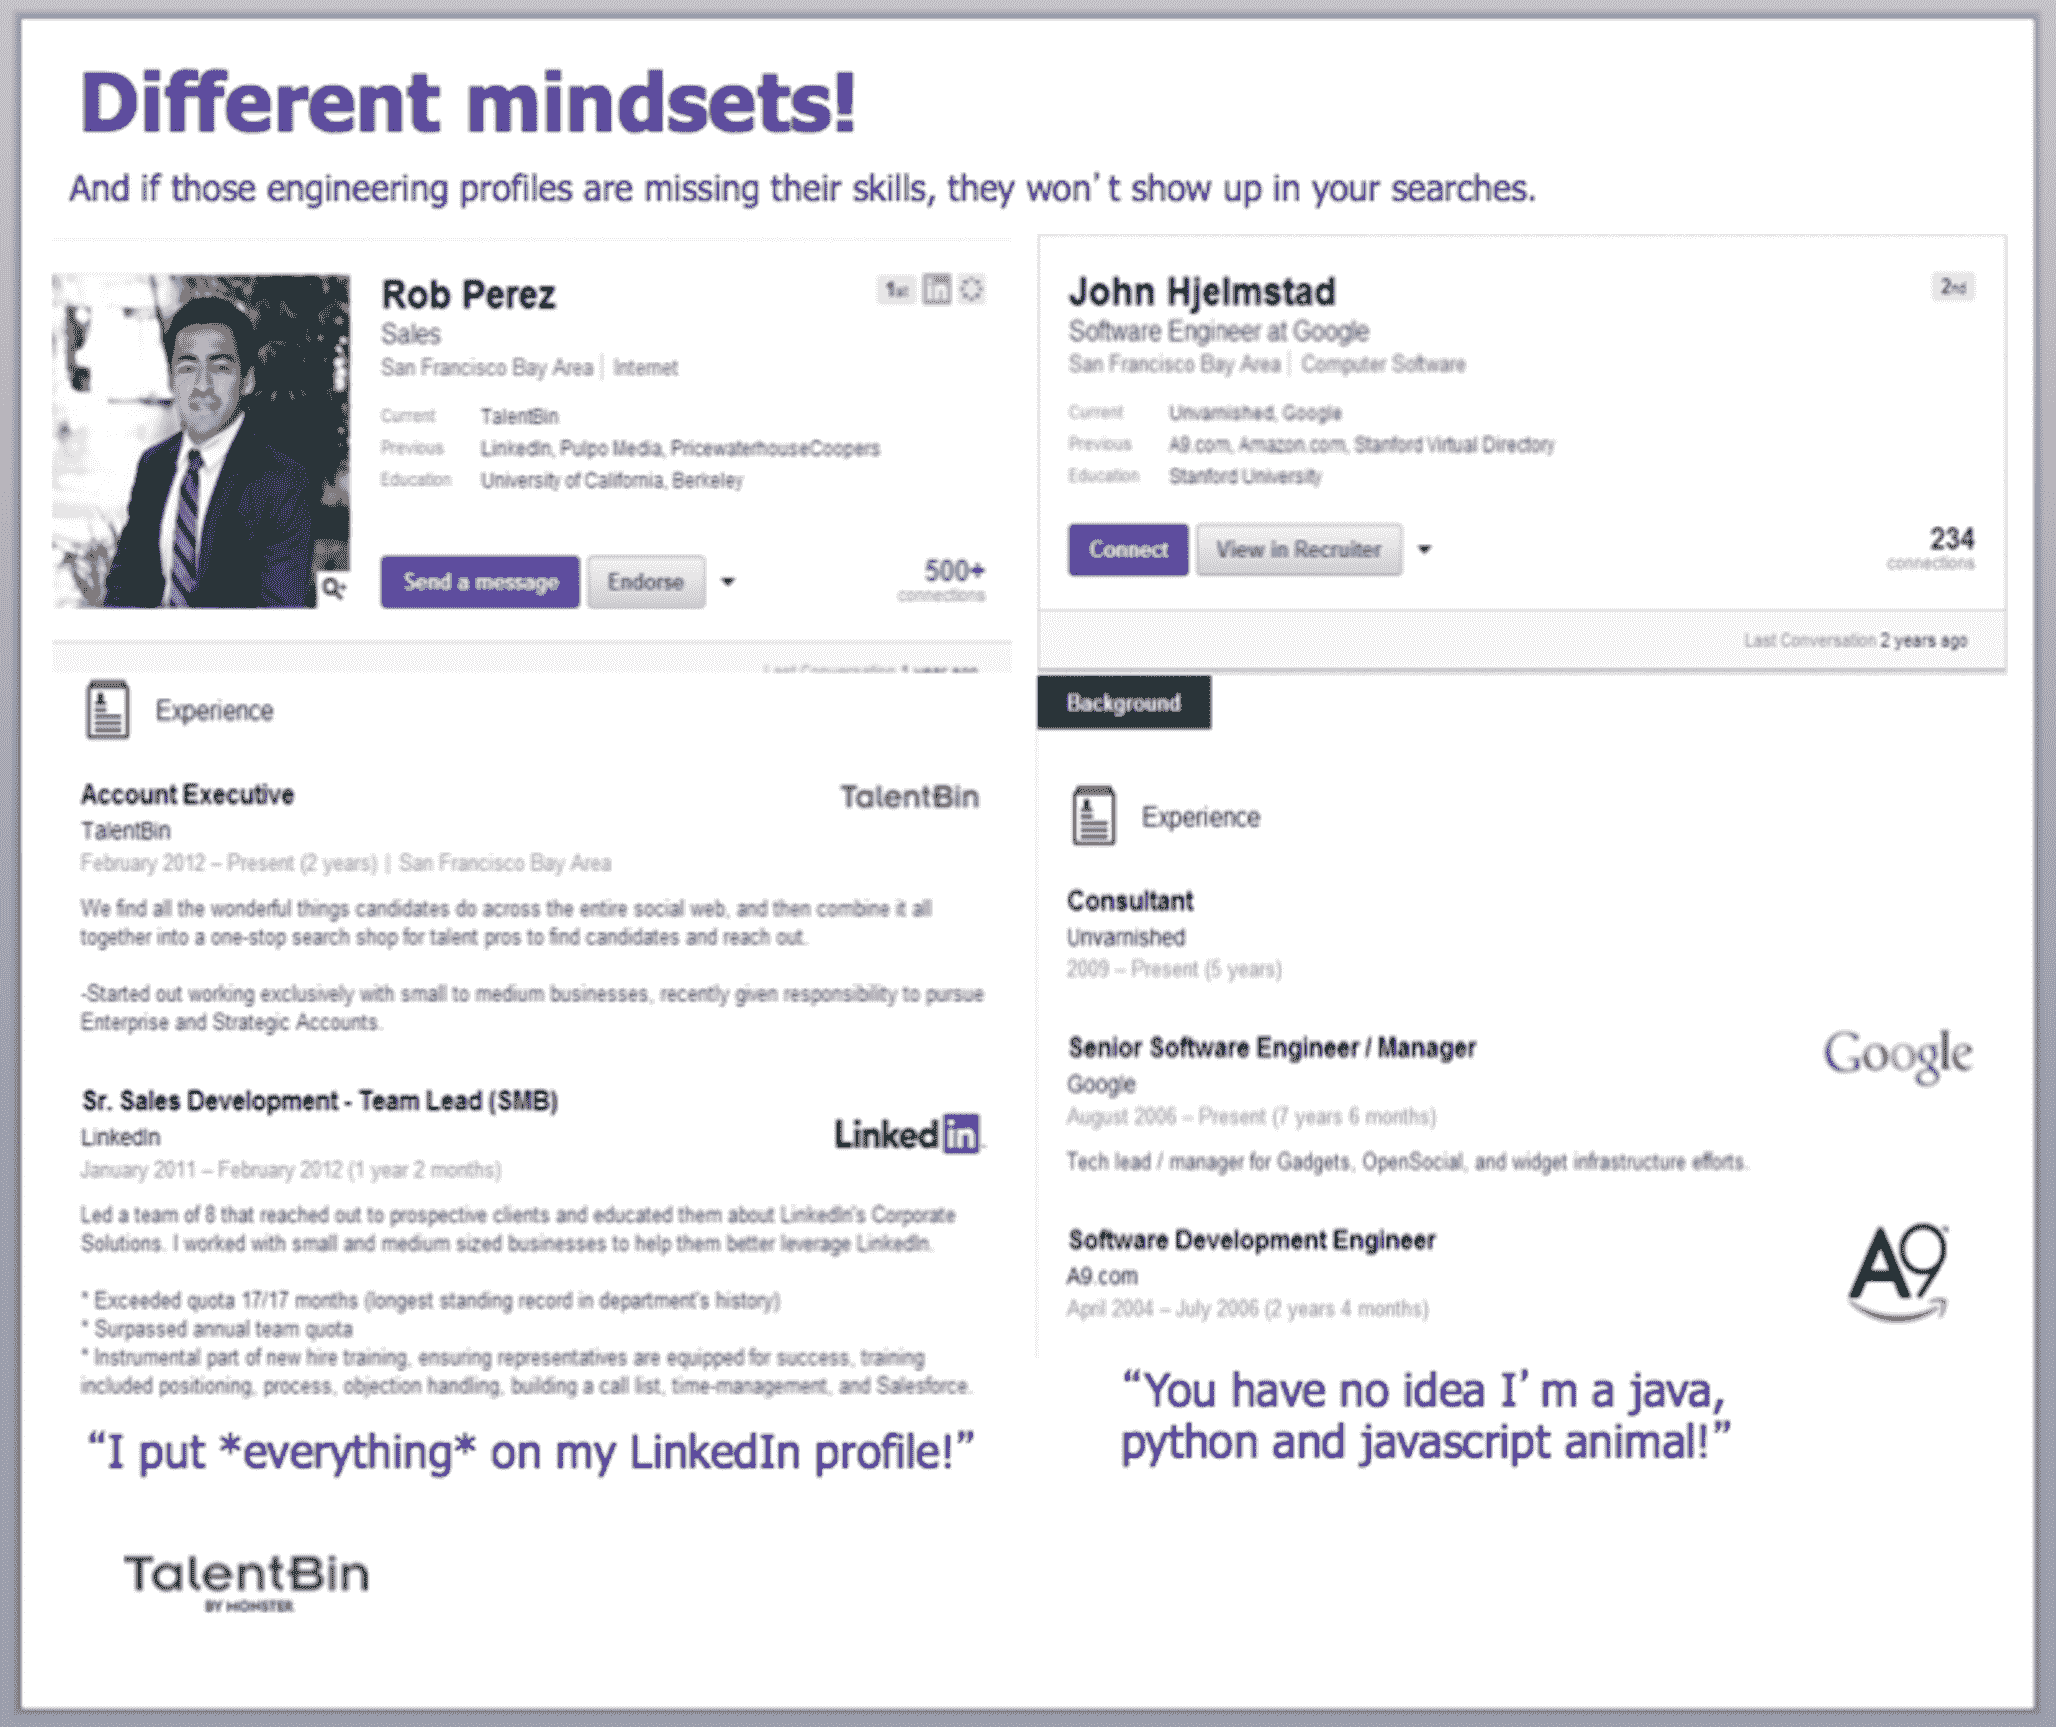 Different mindsets!
And if those engineering profiles are missing their skills, they won't show up in your searches.
Rob Perez
1st
Sales
San Francisco Bay Area | Internet
Current TalentBin
Previous LinkedIn, Pulpo Media, PricewaterhouseCoopers
Education University of California, Berkeley
Send a message Endorse
500+
connections
Last Conversation 1 year ago
Experience
Account Executive
TalentBin
TalentBin
February 2012 – Present (2 years) | San Francisco Bay Area
We find all the wonderful things candidates do across the entire social web, and then combine it all
together into a one-stop search shop for talent pros to find candidates and reach out.
-Started out working exclusively with small to medium businesses, recently given responsibility to pursue
Enterprise and Strategic Accounts.
Sr. Sales Development - Team Lead (SMB)
LinkedIn
LinkedIn
January 2011 – February 2012 (1 year 2 months)
Led a team of 8 that reached out to prospective clients and educated them about LinkedIn's Corporate
Solutions. I worked with small and medium sized businesses to help them better leverage LinkedIn.
* Exceeded quota 17/17 months (longest standing record in department's history)
* Surpassed annual team quota
* Instrumental part of new hire training, ensuring representatives are equipped for success, training
included positioning, process, objection handling, building a call list, time-management, and Salesforce.
“I put *everything* on my LinkedIn profile!”
John Hjelmstad
2nd
Software Engineer at Google
San Francisco Bay Area | Computer Software
Current Unvarnished, Google
Previous A9.com, Amazon.com, Stanford Virtual Directory
Education Stanford University
Connect View in Recruiter
234
connections
Last Conversation 2 years ago
Background
Experience
Consultant
Unvarnished
2009 – Present (5 years)
Senior Software Engineer / Manager
Google
Google
August 2006 – Present (7 years 6 months)
Tech lead / manager for Gadgets, OpenSocial, and widget infrastructure efforts.
Software Development Engineer
A9
A9.com
April 2004 – July 2006 (2 years 4 months)
“You have no idea I'm a java,
python and javascript animal!”
TalentBin
BY MONSTER